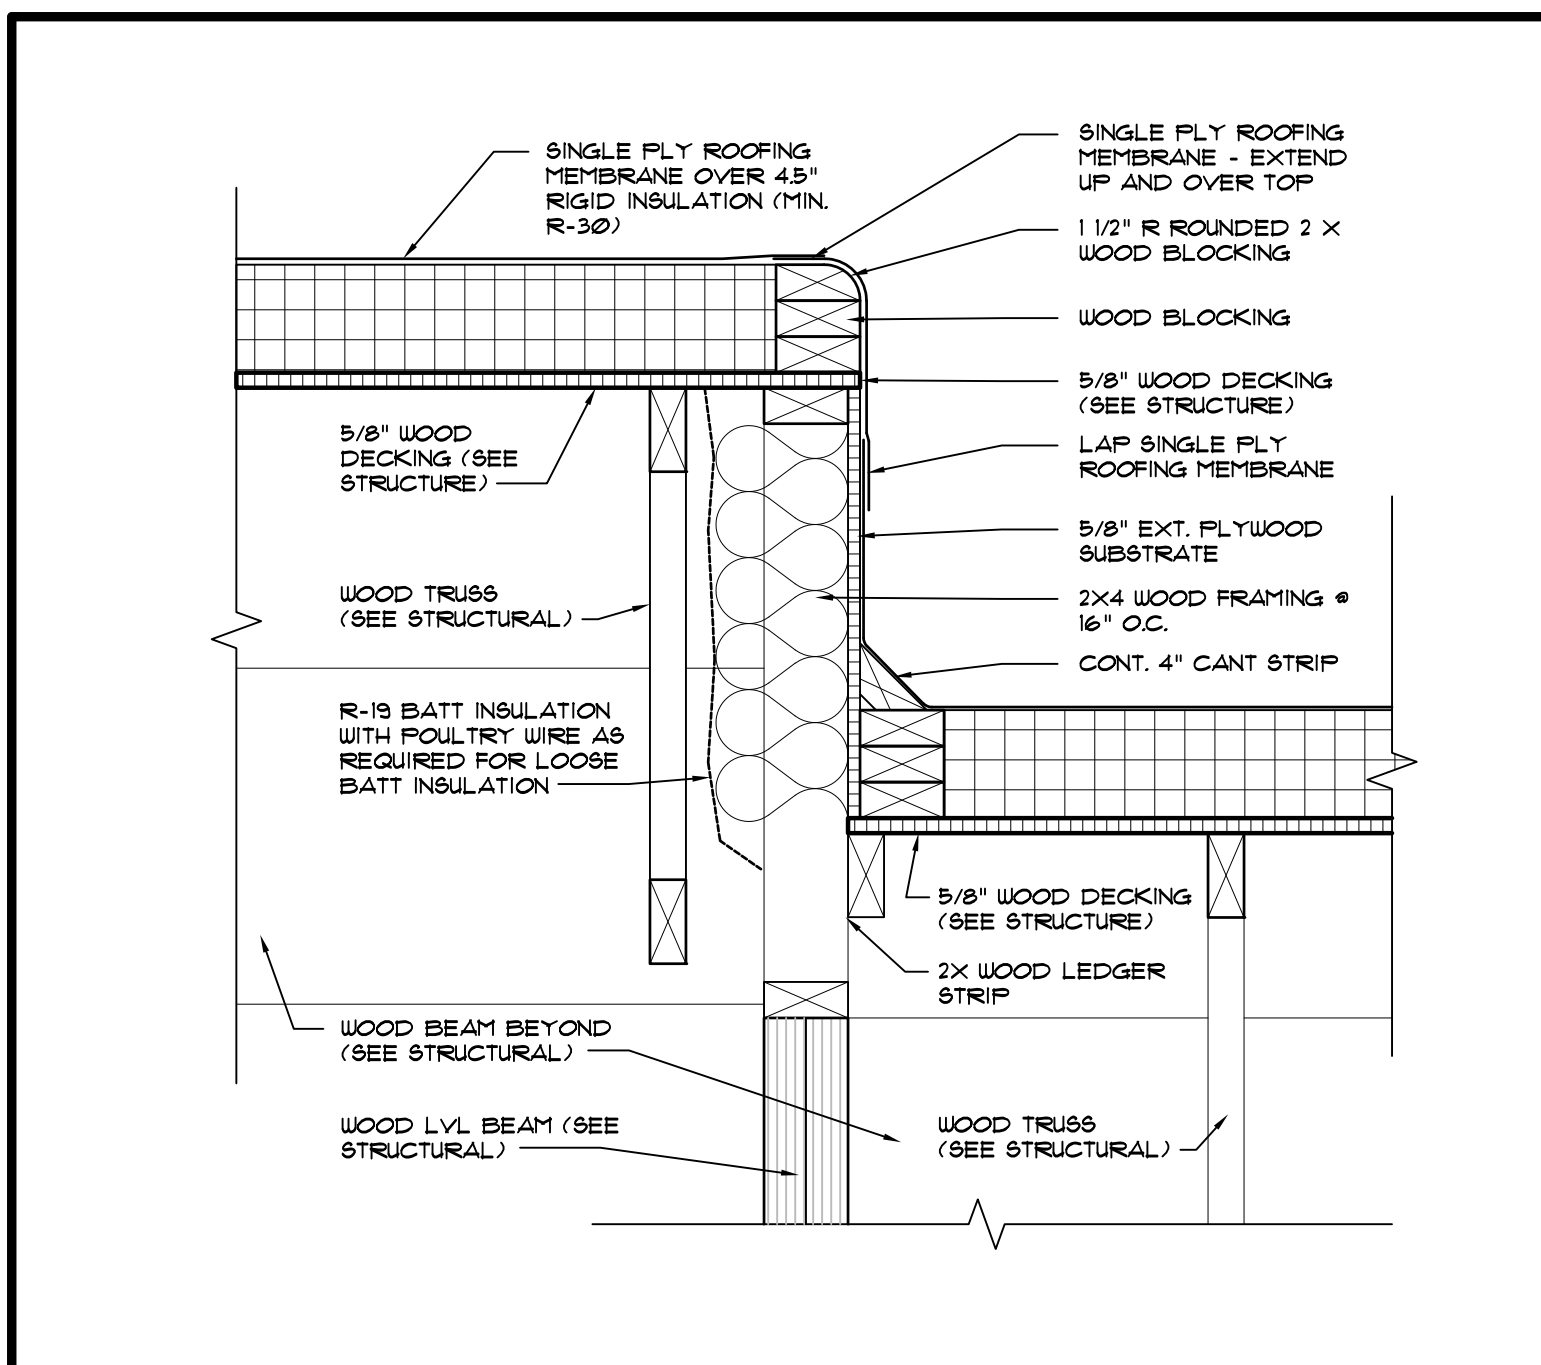 SINGLE PLY ROOFING
MEMBRANE OVER 4.5"
RIGID INSULATION (MIN.
R-30)
5/8" WOOD
DECKING (SEE
STRUCTURE)
WOOD TRUSS
(SEE STRUCTURAL)
R-19 BATT INSULATION
WITH POULTRY WIRE AS
REQUIRED FOR LOOSE
BATT INSULATION
WOOD BEAM BEYOND
(SEE STRUCTURAL)
WOOD LVL BEAM (SEE
STRUCTURAL)
SINGLE PLY ROOFING
MEMBRANE - EXTEND
UP AND OVER TOP
1 1/2" R ROUNDED 2 X
WOOD BLOCKING
WOOD BLOCKING
5/8" WOOD DECKING
(SEE STRUCTURE)
LAP SINGLE PLY
ROOFING MEMBRANE
5/8" EXT. PLYWOOD
SUBSTRATE
2X4 WOOD FRAMING @
16" O.C.
CONT. 4" CANT STRIP
5/8" WOOD DECKING
(SEE STRUCTURE)
2X WOOD LEDGER
STRIP
WOOD TRUSS
(SEE STRUCTURAL)